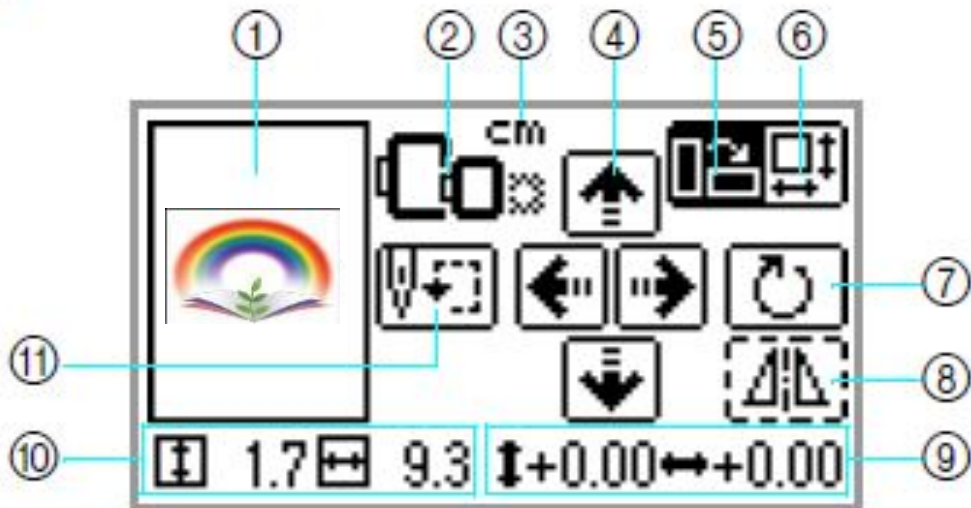 ① ② ③ ④ ⑤ ⑥
cm
⑦
⑪ ⑧
⑩ 1.7 9.3 +0.00 +0.00 ⑨